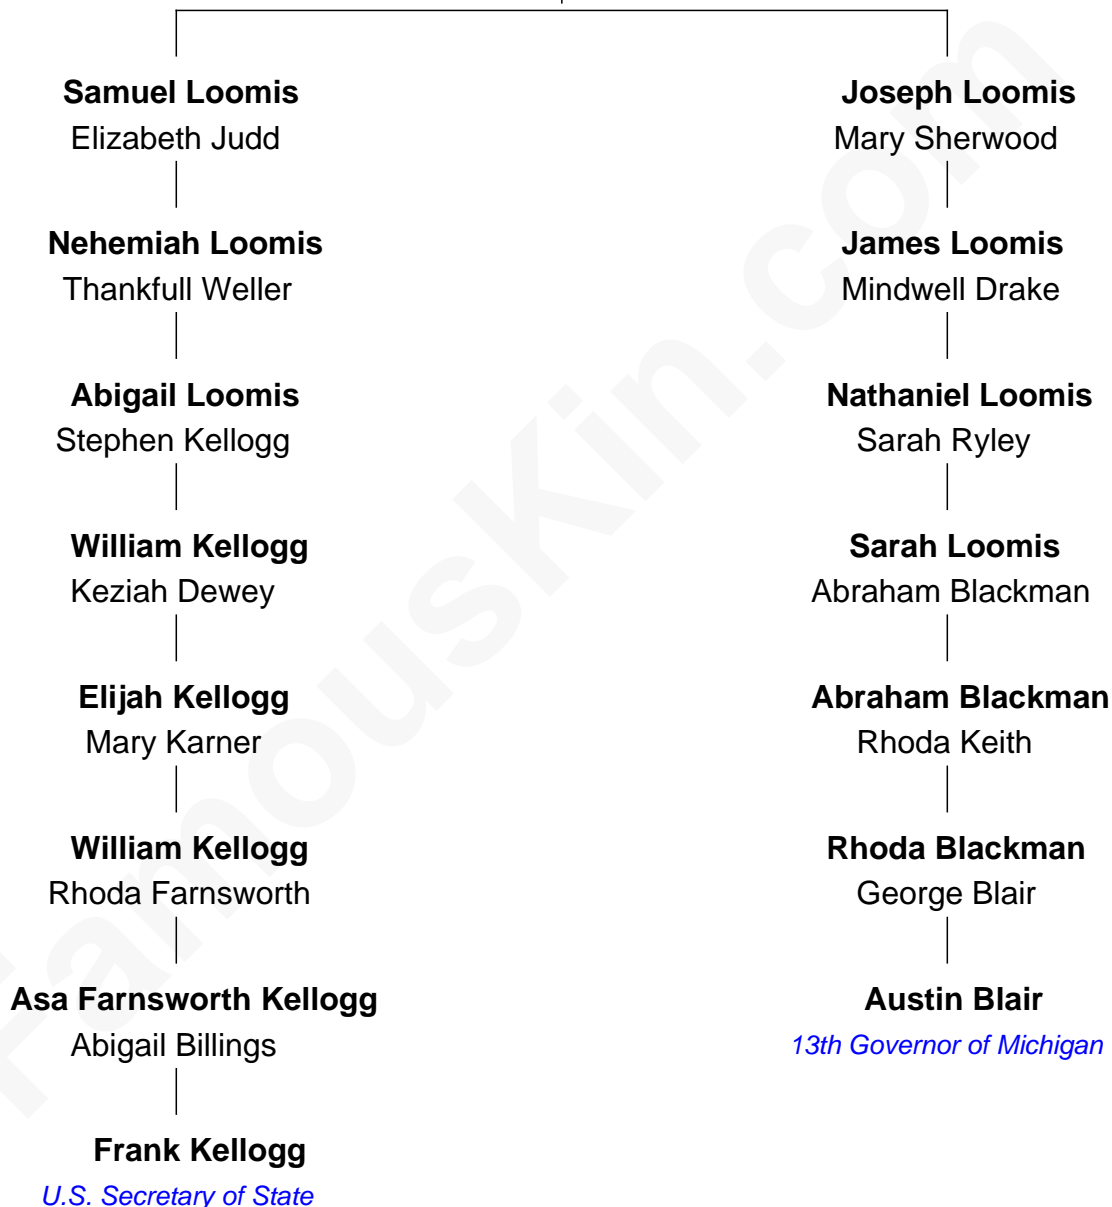 Samuel Loomis
Elizabeth Judd
Nehemiah Loomis
Thankfull Weller
Abigail Loomis
Stephen Kellogg
William Kellogg
Keziah Dewey
Elijah Kellogg
Mary Karner
William Kellogg
Rhoda Farnsworth
Asa Farnsworth Kellogg
Abigail Billings
Frank Kellogg
U.S. Secretary of State
Joseph Loomis
Mary Sherwood
James Loomis
Mindwell Drake
Nathaniel Loomis
Sarah Ryley
Sarah Loomis
Abraham Blackman
Abraham Blackman
Rhoda Keith
Rhoda Blackman
George Blair
Austin Blair
13th Governor of Michigan
FamousKin.com